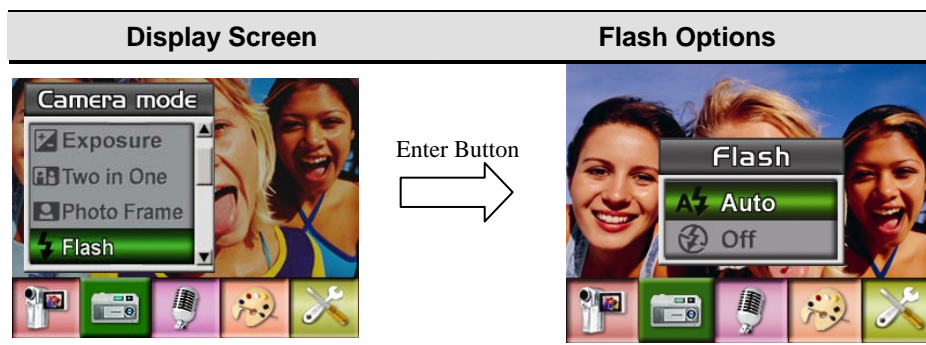 Display Screen
Flash Options
Camera mode
Exposure
Two in One
Photo Frame
Flash
Enter Button
Flash
A Auto
Off